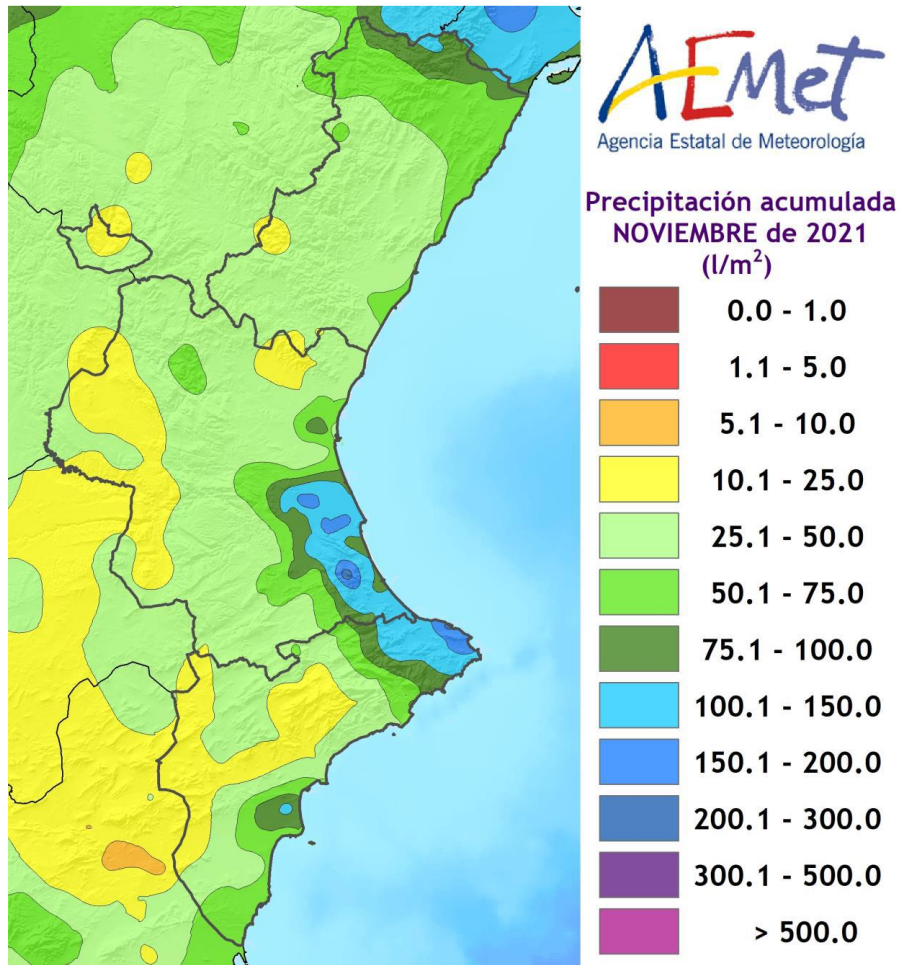 AEMet
Agencia Estatal de Meteorología
Precipitación acumulada
NOVIEMBRE de 2021
(l/m²)
0.0 - 1.0
1.1 - 5.0
5.1 - 10.0
10.1 - 25.0
25.1 - 50.0
50.1 - 75.0
75.1 - 100.0
100.1 - 150.0
150.1 - 200.0
200.1 - 300.0
300.1 - 500.0
> 500.0